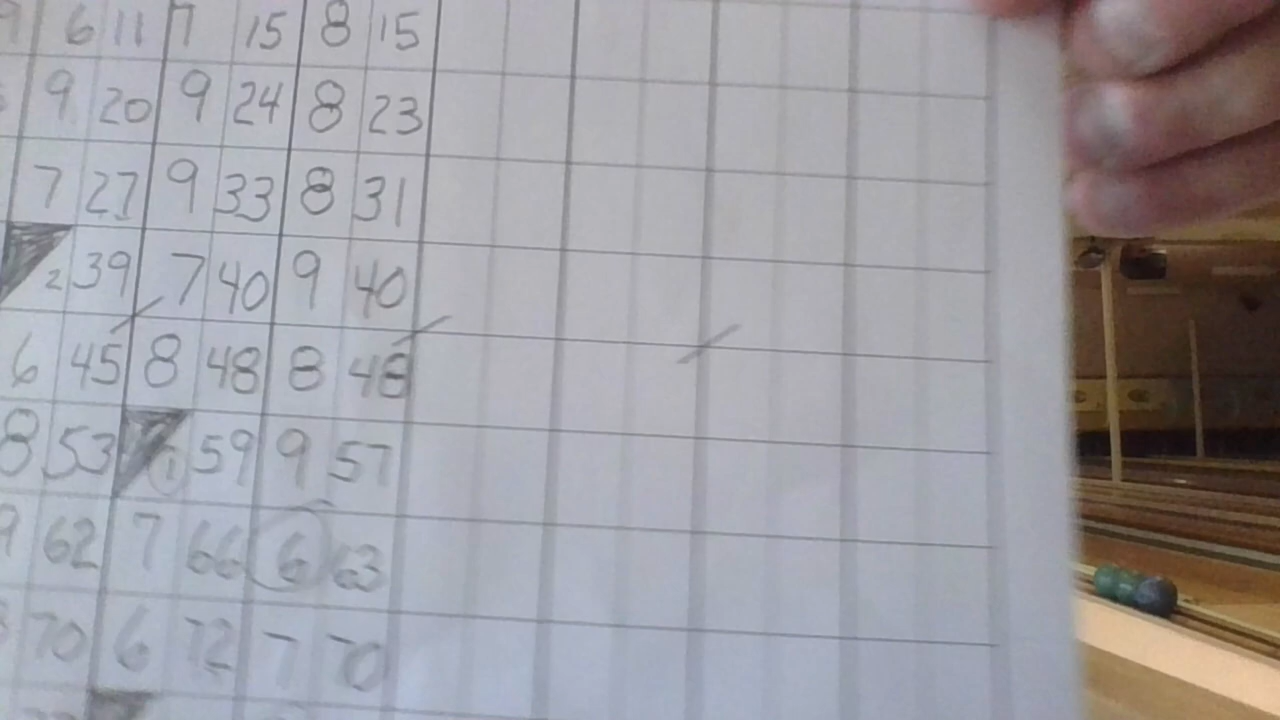 6 11 7 15 8 15
9 20 9 24 8 23
7 27 9 33 8 31
2 39 7 40 9 40
6 45 8 48 8 48
8 53 1 59 9 57
9 62 7 66 6 63
70 6 72 7 70